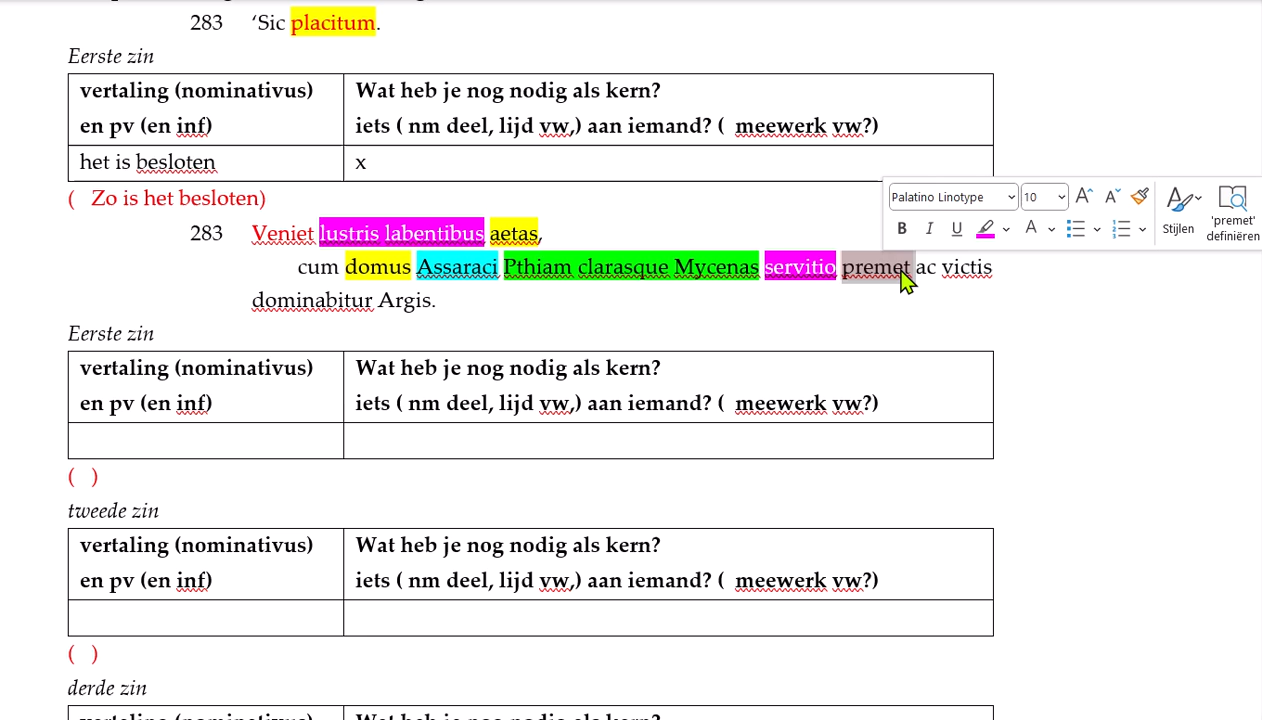 283 ‘Sic placitum.
Eerste zin
vertaling (nominativus)
en pv (en inf)
Wat heb je nog nodig als kern?
iets ( nm deel, lijd vw,) aan iemand? ( meewerk vw?)
het is besloten
x
( Zo is het besloten)
Palatino Linotype
10
Stijlen
'premet' definiëren
283 Veniet lustris labentibus aetas,
cum domus Assaraci Pthiam clarasque Mycenas servitio premet ac victis
dominabitur Argis.
Eerste zin
vertaling (nominativus)
en pv (en inf)
Wat heb je nog nodig als kern?
iets ( nm deel, lijd vw,) aan iemand? ( meewerk vw?)
( )
tweede zin
vertaling (nominativus)
en pv (en inf)
Wat heb je nog nodig als kern?
iets ( nm deel, lijd vw,) aan iemand? ( meewerk vw?)
( )
derde zin